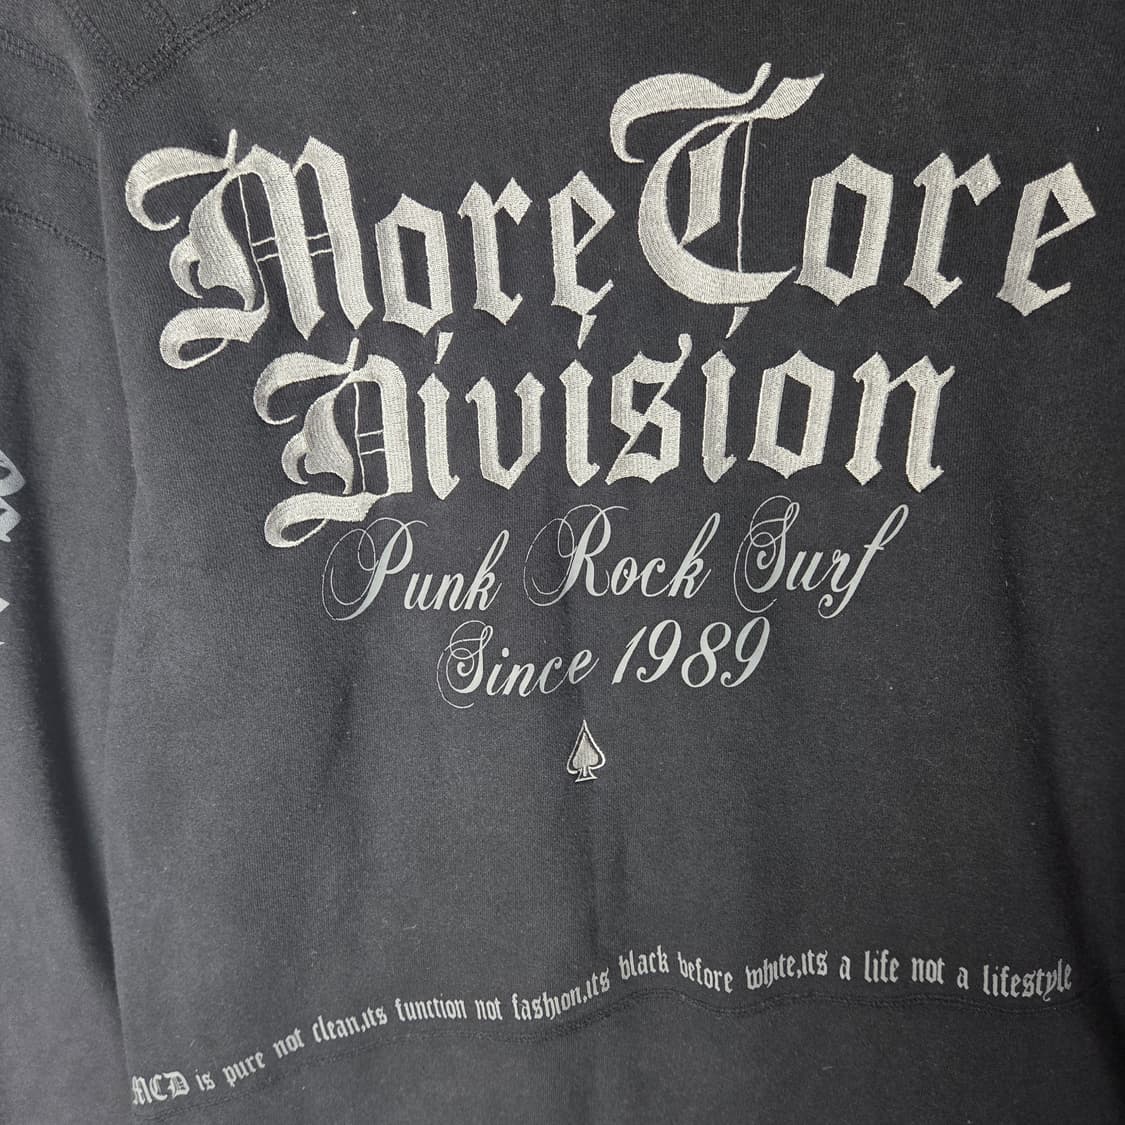 More Core
Division
Punk Rock Surf
Since 1989
MCD is pure not clean,its function not fashion,its black before white,its a life not a lifestyle